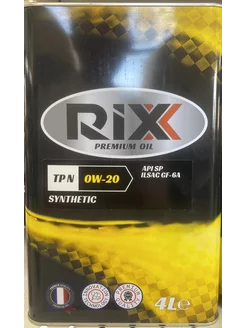 RIXX
PREMIUM OIL
TP N 0W-20
API SP
ILSAC GF-6A
SYNTHETIC
4L℮